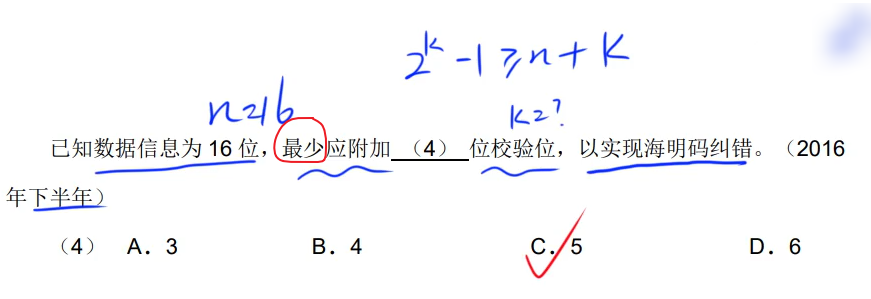 2^k -1 ≥ n + k
n=16
k=?
已知数据信息为 16 位，最少应附加 （4） 位校验位，以实现海明码纠错。（2016
年下半年）
（4） A．3 B．4 C．5 D．6